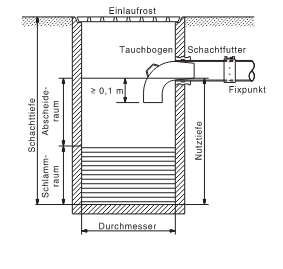 Einlaufrost
Tauchbogen
Schachtfutter
≥ 0,1 m
Fixpunkt
Schachttiefe
Abscheide-
raum
Schlamm-
raum
Nutztiefe
Durchmesser